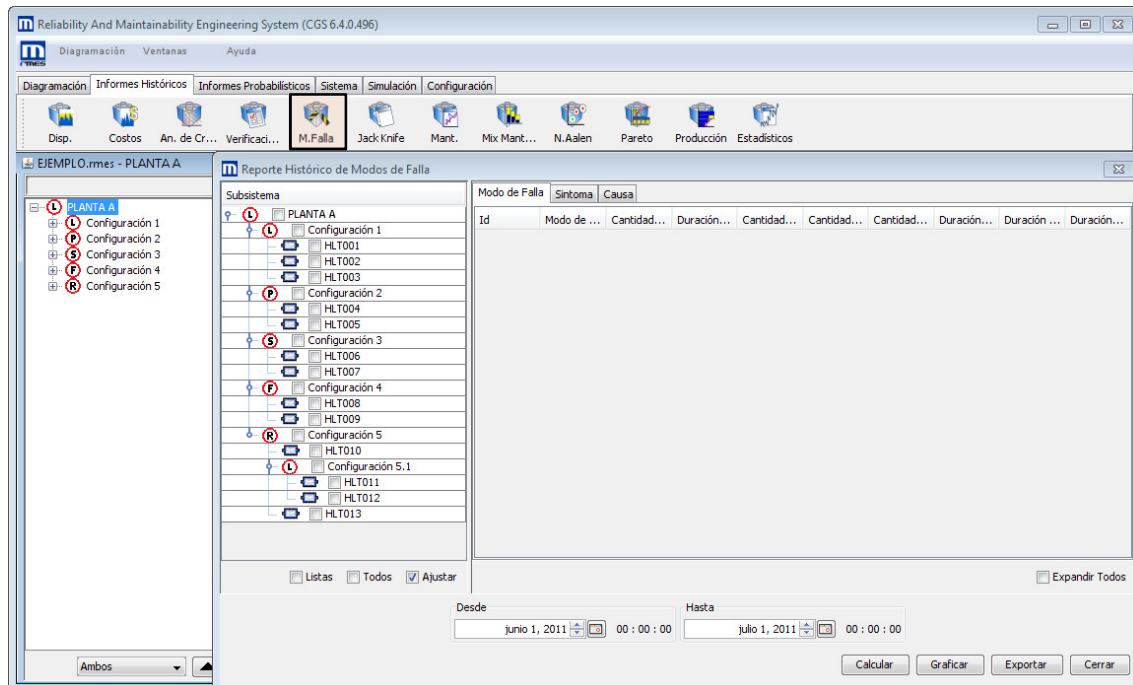 Reliability And Maintainability Engineering System (CGS 6.4.0.496)
rmes Diagramación Ventanas Ayuda
Diagramación Informes Históricos Informes Probabilísticos Sistema Simulación Configuración
Disp. Costos An. de Cr... Verificaci... M.Falla Jack Knife Mant. Mix Mant... N.Aalen Pareto Producción Estadísticos
EJEMPLO.rmes - PLANTA A
PLANTA A
L Configuración 1
P Configuración 2
S Configuración 3
F Configuración 4
R Configuración 5
Ambos
Reporte Histórico de Modos de Falla
Subsistema
L PLANTA A
L Configuración 1
HLT001
HLT002
HLT003
P Configuración 2
HLT004
HLT005
S Configuración 3
HLT006
HLT007
F Configuración 4
HLT008
HLT009
R Configuración 5
HLT010
L Configuración 5.1
HLT011
HLT012
HLT013
Listas Todos Ajustar
Modo de Falla Sintoma Causa
Id Modo de ... Cantidad... Duración... Cantidad... Cantidad... Cantidad... Duración... Duración ... Duración...
Expandir Todos
Desde Hasta
junio 1, 2011 00 : 00 : 00 julio 1, 2011 00 : 00 : 00
Calcular Graficar Exportar Cerrar